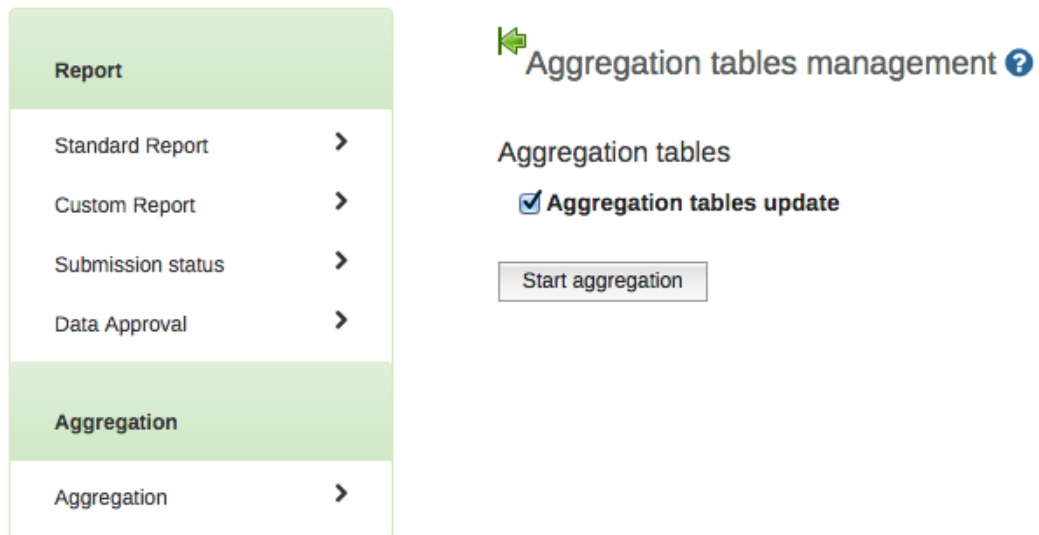 Report
Standard Report
Custom Report
Submission status
Data Approval
Aggregation
Aggregation
Aggregation tables management ?
Aggregation tables
Aggregation tables update
Start aggregation